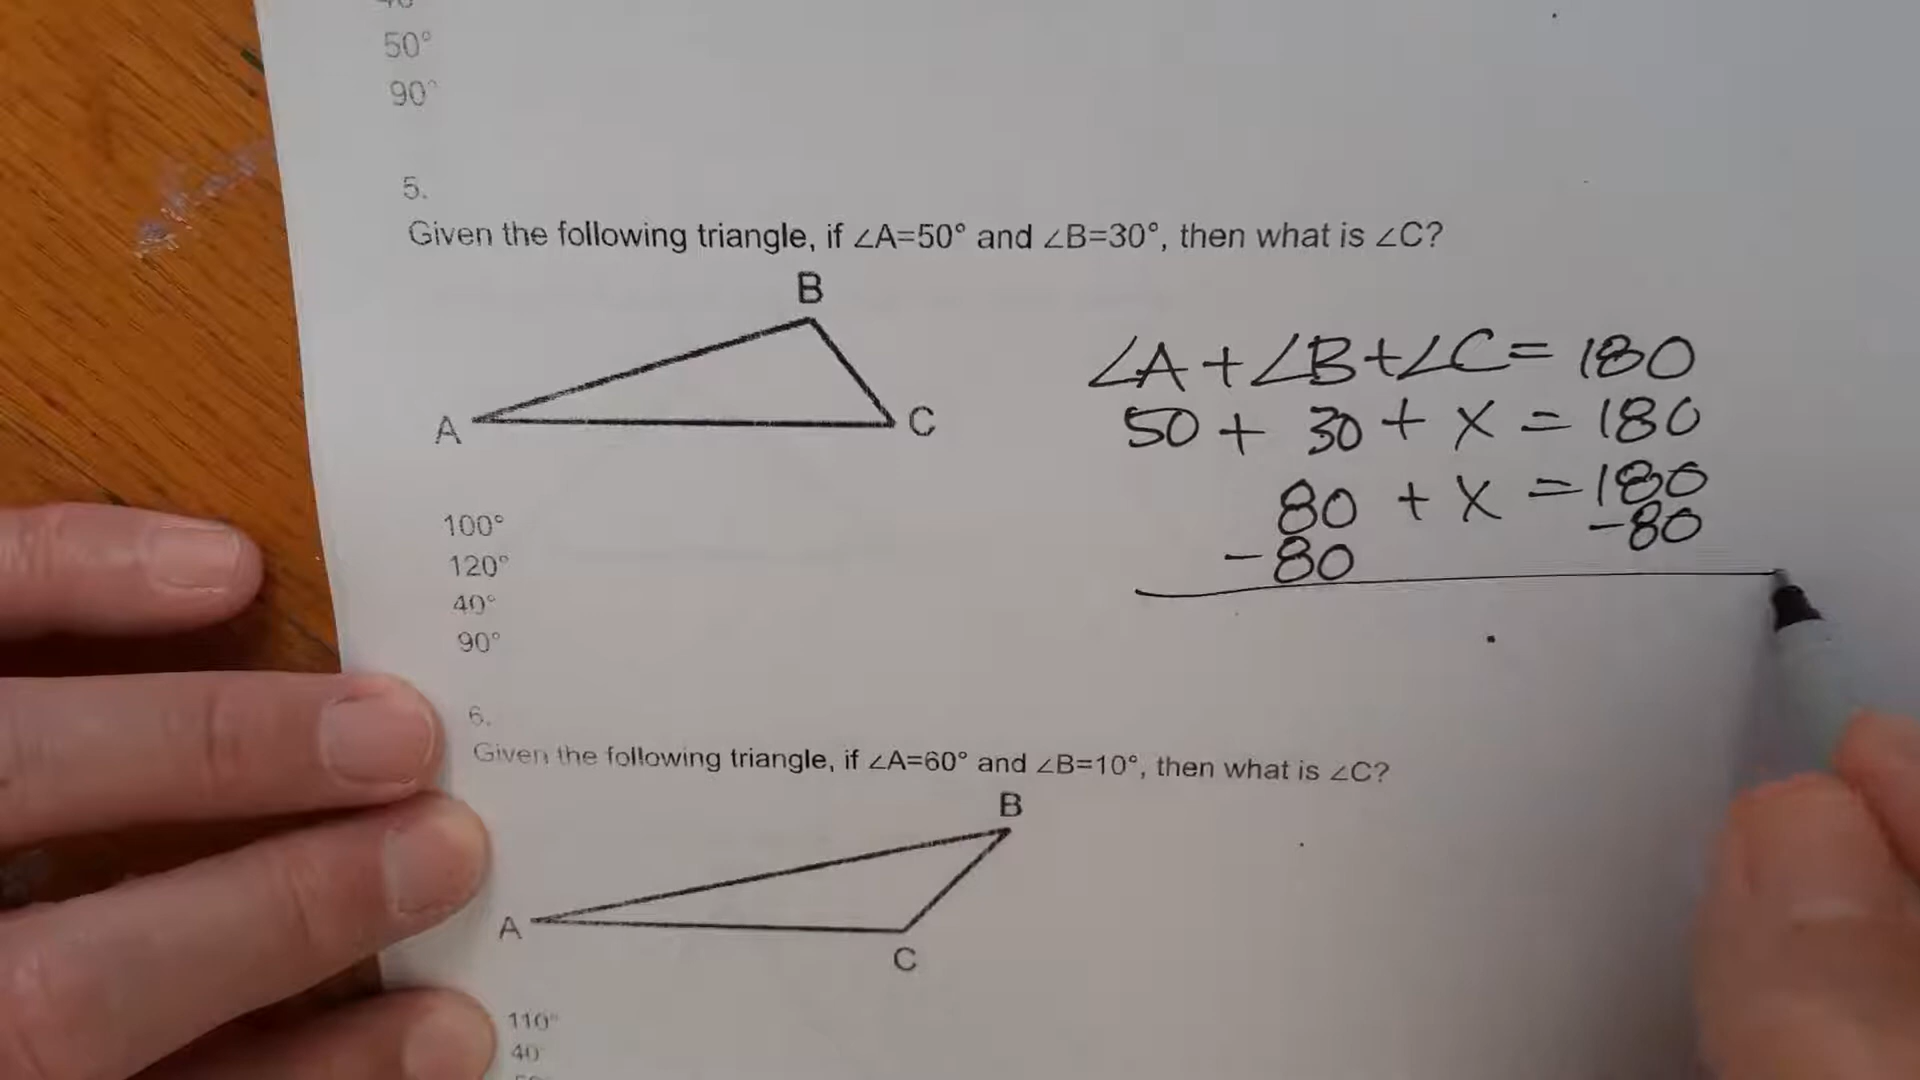 50°
90°
5.
Given the following triangle, if ∠A=50° and ∠B=30°, then what is ∠C?
B
A
C
∠A + ∠B + ∠C = 180
50 + 30 + X = 180
80 + X = 180
-80
-80
100°
120°
40°
90°
6.
Given the following triangle, if ∠A=60° and ∠B=10°, then what is ∠C?
B
A
C
110°
40